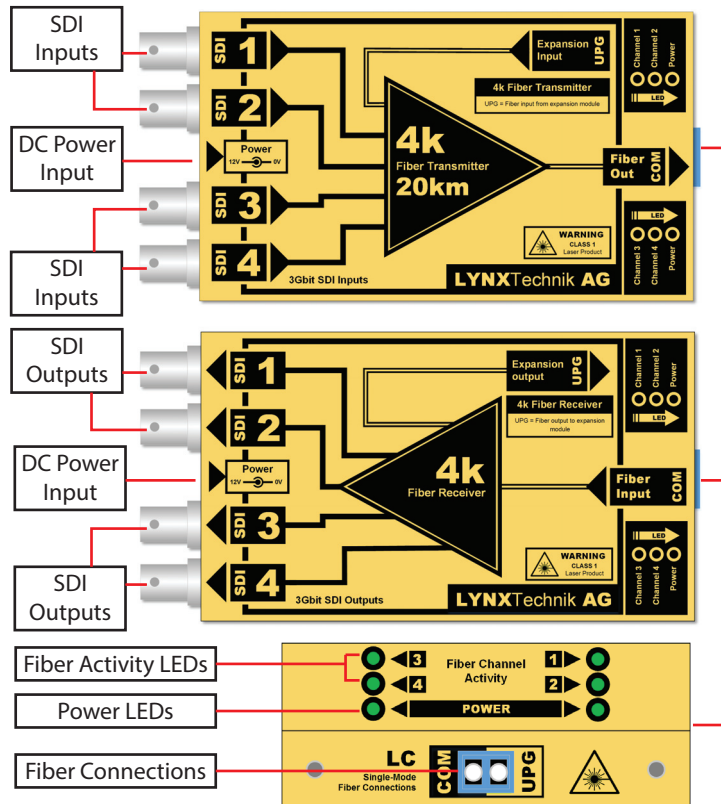 SDI
Inputs
DC Power
Input
SDI
Inputs
SDI 1
SDI 2
Power
12V 0V
SDI 3
SDI 4
3Gbit SDI Inputs
Expansion
Input
UPG
4k Fiber Transmitter
UPG = Fiber input from expansion module
4k
Fiber Transmitter
20km
Fiber
Out
COM
Channel 1
Channel 2
Power
LED
LED
Channel 3
Channel 4
Power
WARNING
CLASS 1
Laser Product
LYNXTechnik AG
SDI
Outputs
DC Power
Input
SDI
Outputs
SDI 1
SDI 2
Power
12V 0V
SDI 3
SDI 4
3Gbit SDI Outputs
Expansion
output
UPG
4k Fiber Receiver
UPG = Fiber output to expansion
module
4k
Fiber Receiver
Fiber
Input
COM
Channel 1
Channel 2
Power
LED
LED
Channel 3
Channel 4
Power
WARNING
CLASS 1
Laser Product
LYNXTechnik AG
Fiber Activity LEDs
Power LEDs
Fiber Connections
3
4
Fiber Channel
Activity
1
2
POWER
LC
Single-Mode
Fiber Connections
COM
UPG